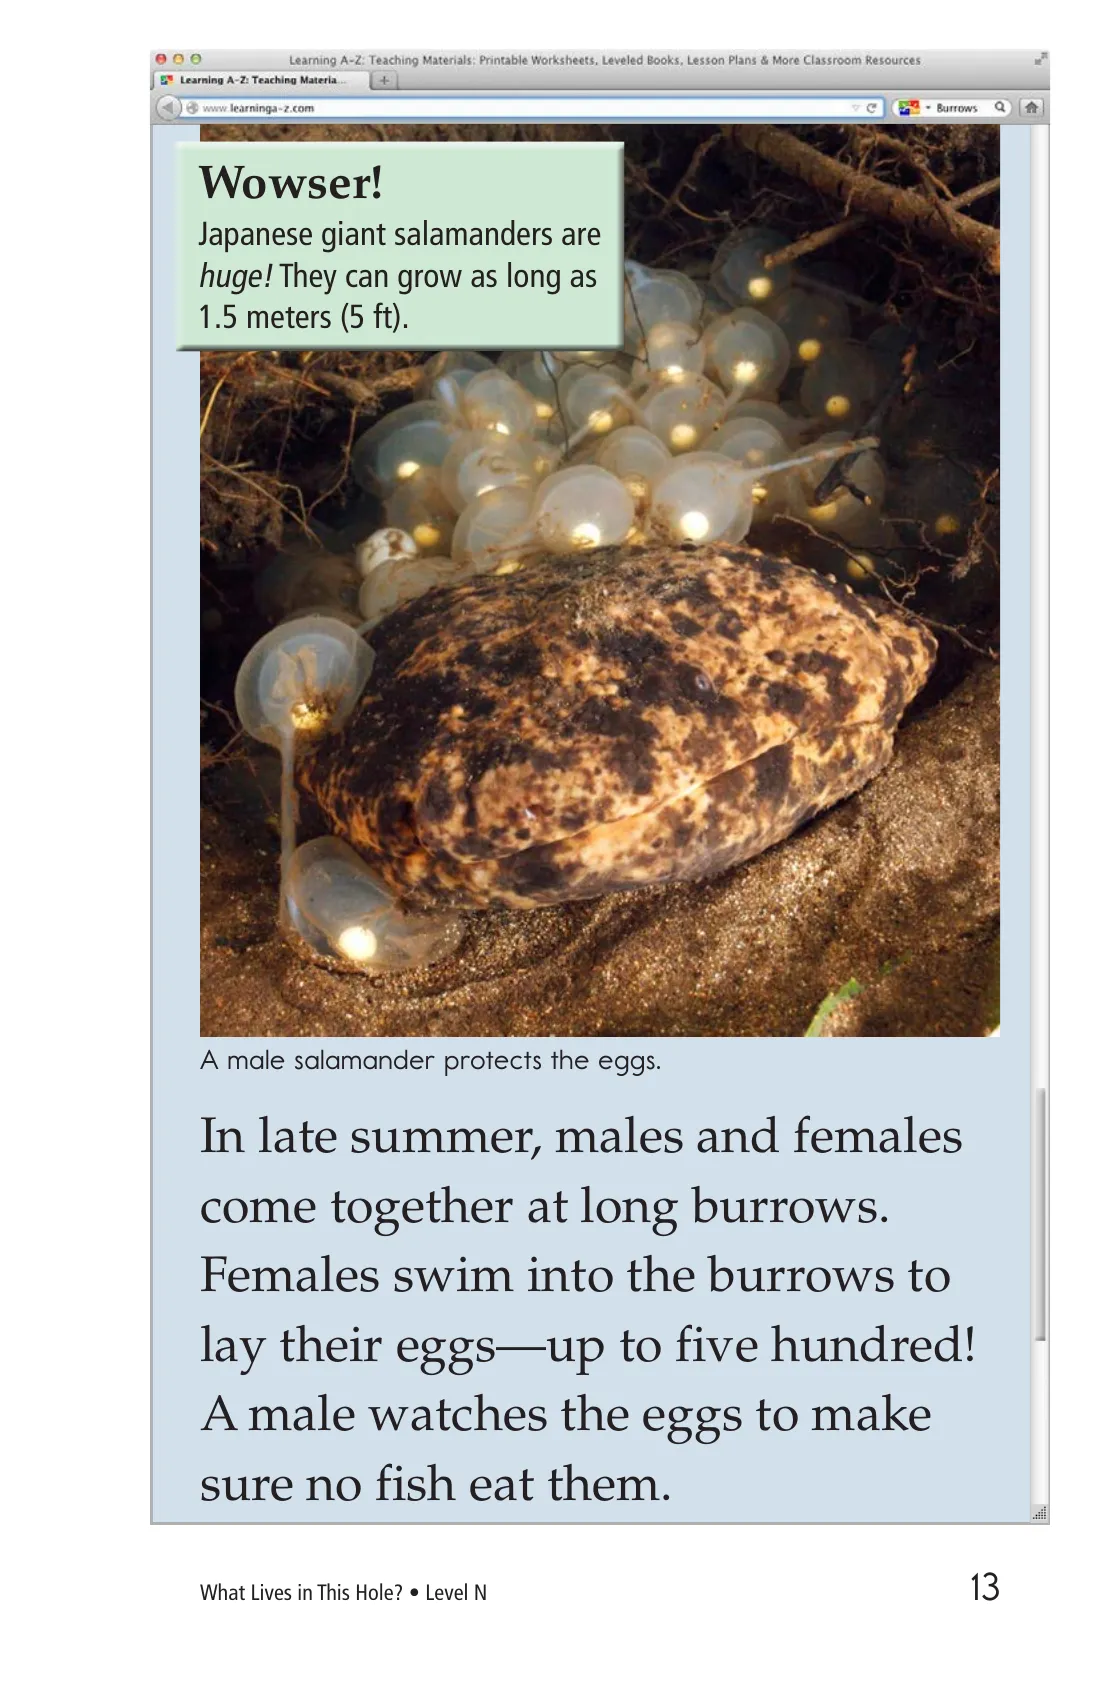 Learning A-Z: Teaching Materials: Printable Worksheets, Leveled Books, Lesson Plans & More Classroom Resources
Learning A-Z: Teaching Materia...
www.learninga-z.com
Burrows
Wowser!
Japanese giant salamanders are
huge! They can grow as long as
1.5 meters (5 ft).
A male salamander protects the eggs.
In late summer, males and females
come together at long burrows.
Females swim into the burrows to
lay their eggs—up to five hundred!
A male watches the eggs to make
sure no fish eat them.
What Lives in This Hole? • Level N
13